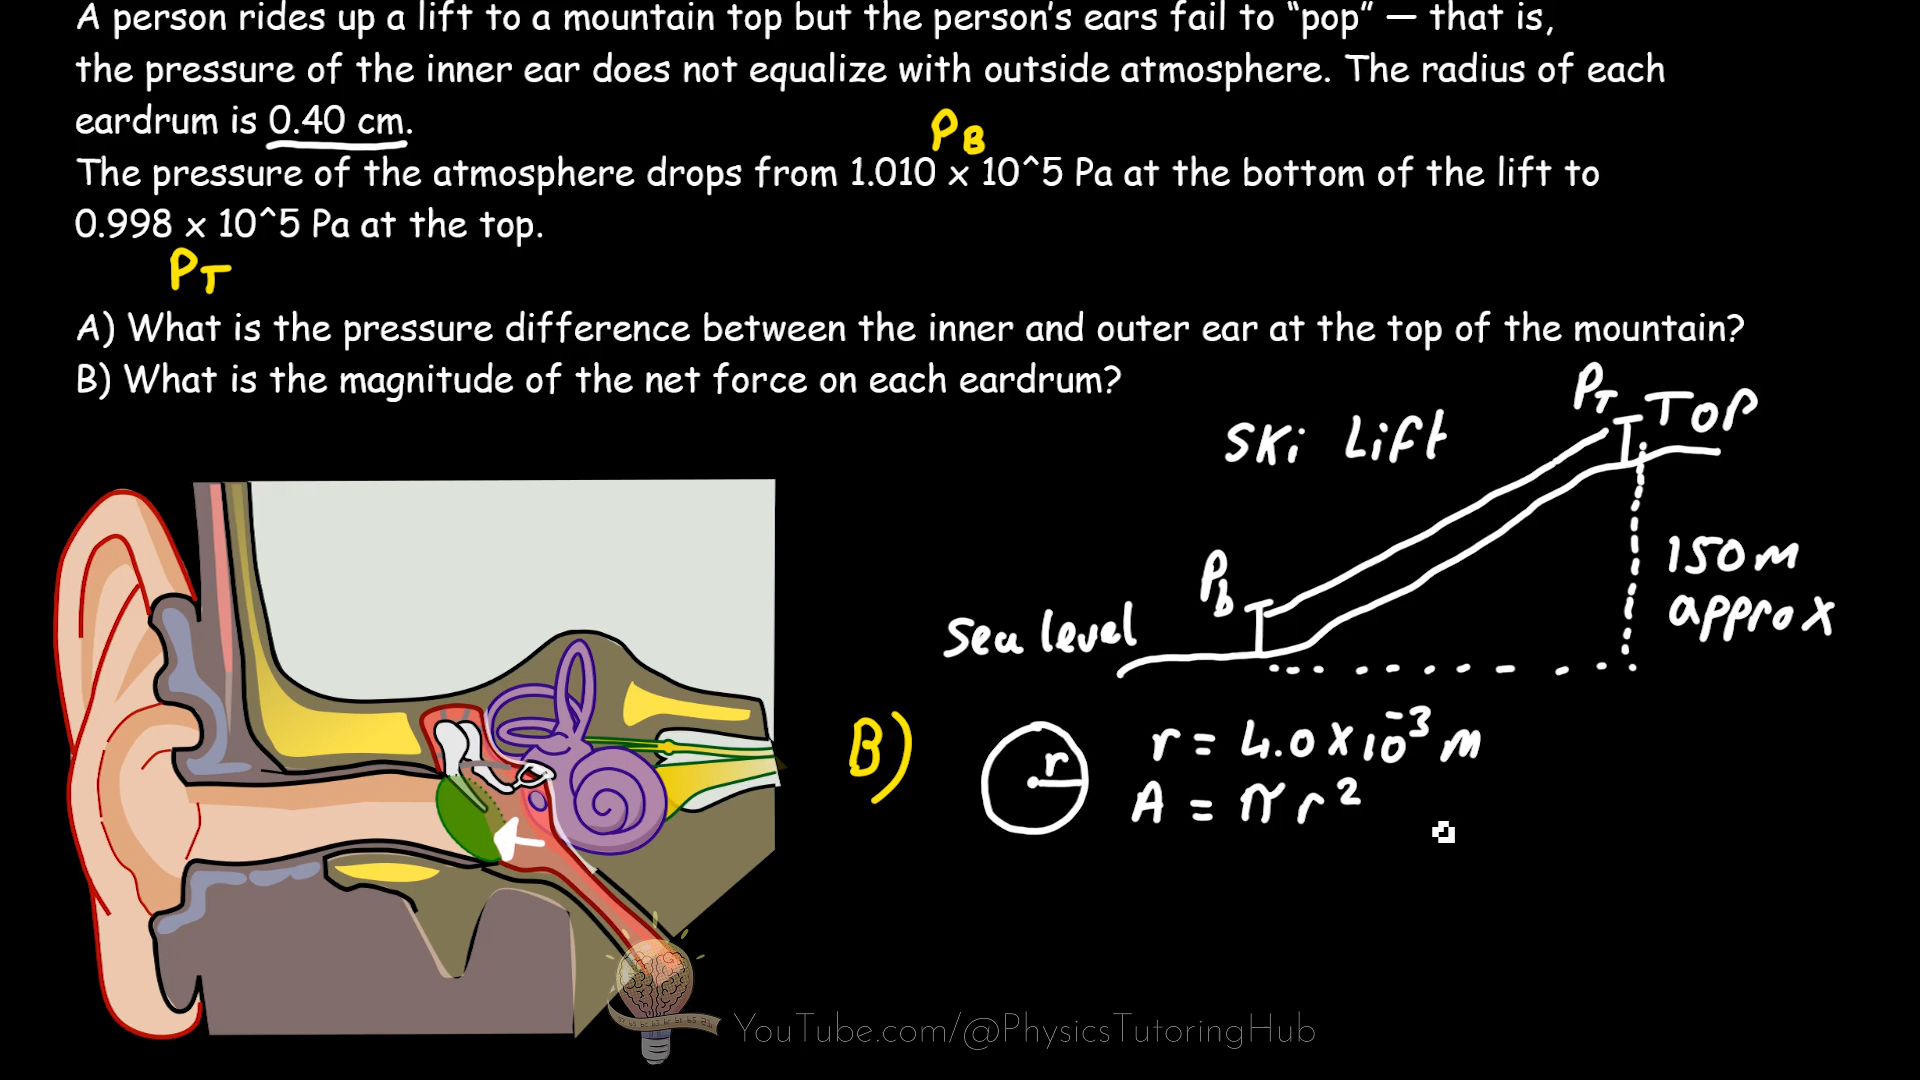 A person rides up a lift to a mountain top but the person's ears fail to “pop” — that is,
the pressure of the inner ear does not equalize with outside atmosphere. The radius of each
eardrum is 0.40 cm.
P_B
The pressure of the atmosphere drops from 1.010 x 10^5 Pa at the bottom of the lift to
0.998 x 10^5 Pa at the top.
P_T
A) What is the pressure difference between the inner and outer ear at the top of the mountain?
B) What is the magnitude of the net force on each eardrum?
P_T TOP
SKi Lift
150m
approx
P_b
Sea level
B)
r
r = 4.0 x 10⁻³ m
A = π r²
YouTube.com/@PhysicsTutoringHub